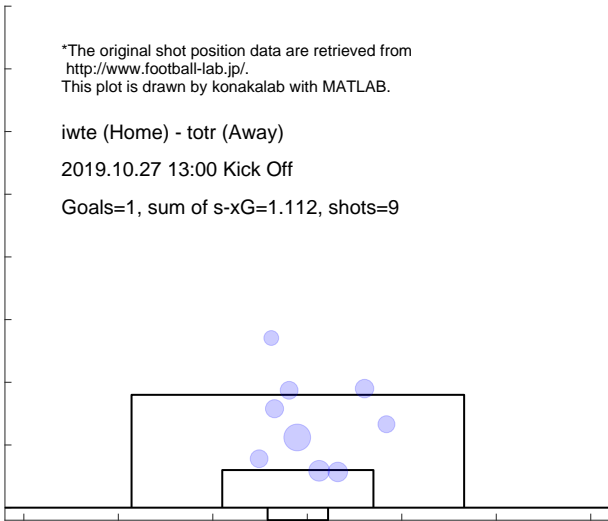 *The original shot position data are retrieved from
http://www.football-lab.jp/.
This plot is drawn by konakalab with MATLAB.
iwte (Home) - totr (Away)
2019.10.27 13:00 Kick Off
Goals=1, sum of s-xG=1.112, shots=9